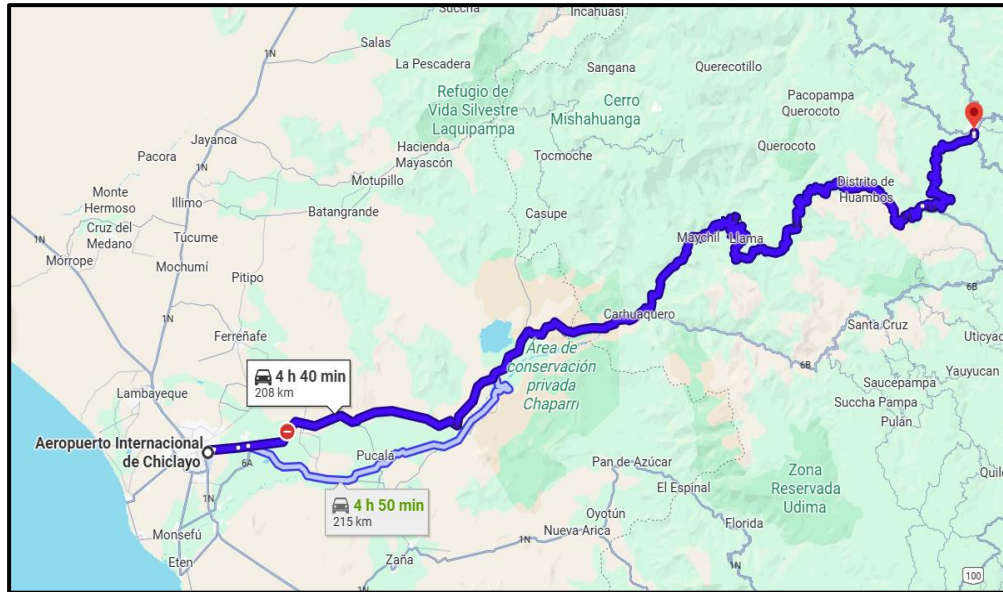 Succha
Incahuasi
1N
Salas
La Pescadera
Sangana
Querecotillo
Refugio de
Vida Silvestre
Laquipampa
Cerro
Mishahuanga
Pacopampa
Querocoto
Jayanca
Pacora
Hacienda
Mayascón
Tocmoche
Querocoto
Motupillo
Monte
Hermoso
Illimo
1N
Distrito de
Huambos
Cruz del
Medano
Batangrande
Casupe
Túcume
Maychil
Llama
1N
Mórrope
Mochumí
Pitipo
6B
1N
Carhuaquero
Santa Cruz
Ferreñafe
Área de
conservación
privada
Chaparrí
6B
4 h 40 min
208 km
Yauyucan
Lambayeque
Saucepampa
Succha Pampa
Pulán
Aeropuerto Internacional
de Chiclayo
6A
Pucalá
Pan de Azúcar
Zona
Reservada
Udima
1N
4 h 50 min
215 km
El Espinal
Oyotún
Florida
Monsefú
1N
Nueva Arica
Eten
Zaña
1N
100